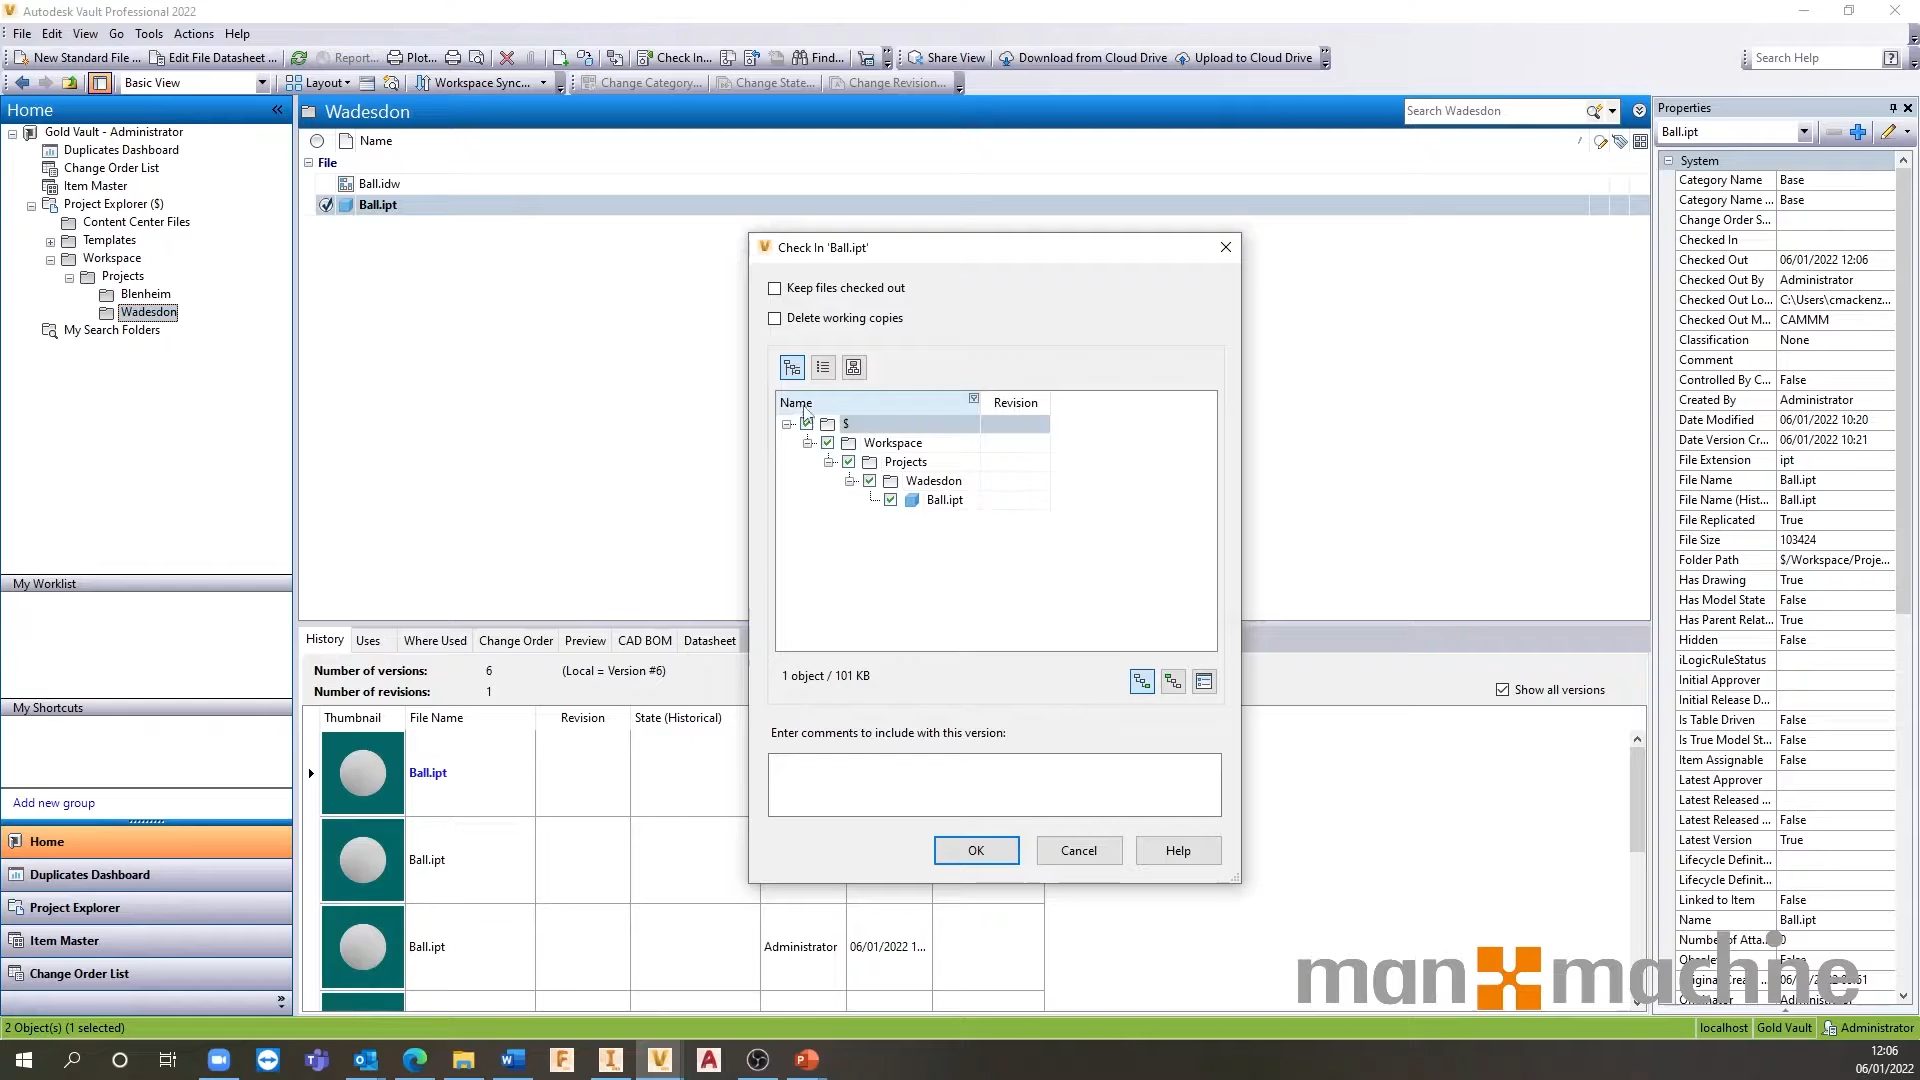 Autodesk Vault Professional 2022
File Edit View Go Tools Actions Help
New Standard File ... Edit File Datasheet ... Report... Plot... Check In... Find... Share View Download from Cloud Drive Upload to Cloud Drive Search Help
Basic View Layout Workspace Sync... Change Category... Change State... Change Revision...
Home
Gold Vault - Administrator
Duplicates Dashboard
Change Order List
Item Master
Project Explorer ($)
Content Center Files
Templates
Workspace
Projects
Blenheim
Wadesdon
My Search Folders
My Worklist
My Shortcuts
Add new group
Home
Duplicates Dashboard
Project Explorer
Item Master
Change Order List
Wadesdon
Search Wadesdon
Name
File
Ball.idw
Ball.ipt
Check In 'Ball.ipt'
Keep files checked out
Delete working copies
Name Revision
$
Workspace
Projects
Wadesdon
Ball.ipt
1 object / 101 KB
Enter comments to include with this version:
OK Cancel Help
History Uses Where Used Change Order Preview CAD BOM Datasheet
Number of versions: 6 (Local = Version #6)
Number of revisions: 1
Show all versions
Thumbnail File Name Revision State (Historical)
Ball.ipt
Ball.ipt
Ball.ipt Administrator 06/01/2022 1...
Properties
Ball.ipt
System
Category Name Base
Category Name ... Base
Change Order S...
Checked In
Checked Out 06/01/2022 12:06
Checked Out By Administrator
Checked Out Lo... C:\Users\cmackenz...
Checked Out M... CAMMM
Classification None
Comment
Controlled By C... False
Created By Administrator
Date Modified 06/01/2022 10:20
Date Version Cr... 06/01/2022 10:21
File Extension ipt
File Name Ball.ipt
File Name (Hist... Ball.ipt
File Replicated True
File Size 103424
Folder Path $/Workspace/Proje...
Has Drawing True
Has Model State False
Has Parent Relat... True
Hidden False
iLogicRuleStatus
Initial Approver
Initial Release D...
Is Table Driven False
Is True Model St... False
Item Assignable False
Latest Approver
Latest Released ...
Latest Released ...
Latest Version True
Lifecycle Definit...
Lifecycle Definit...
Linked to Item False
Name Ball.ipt
Number of Atta... 0
man machine
2 Object(s) (1 selected)
localhost Gold Vault Administrator
12:06
06/01/2022